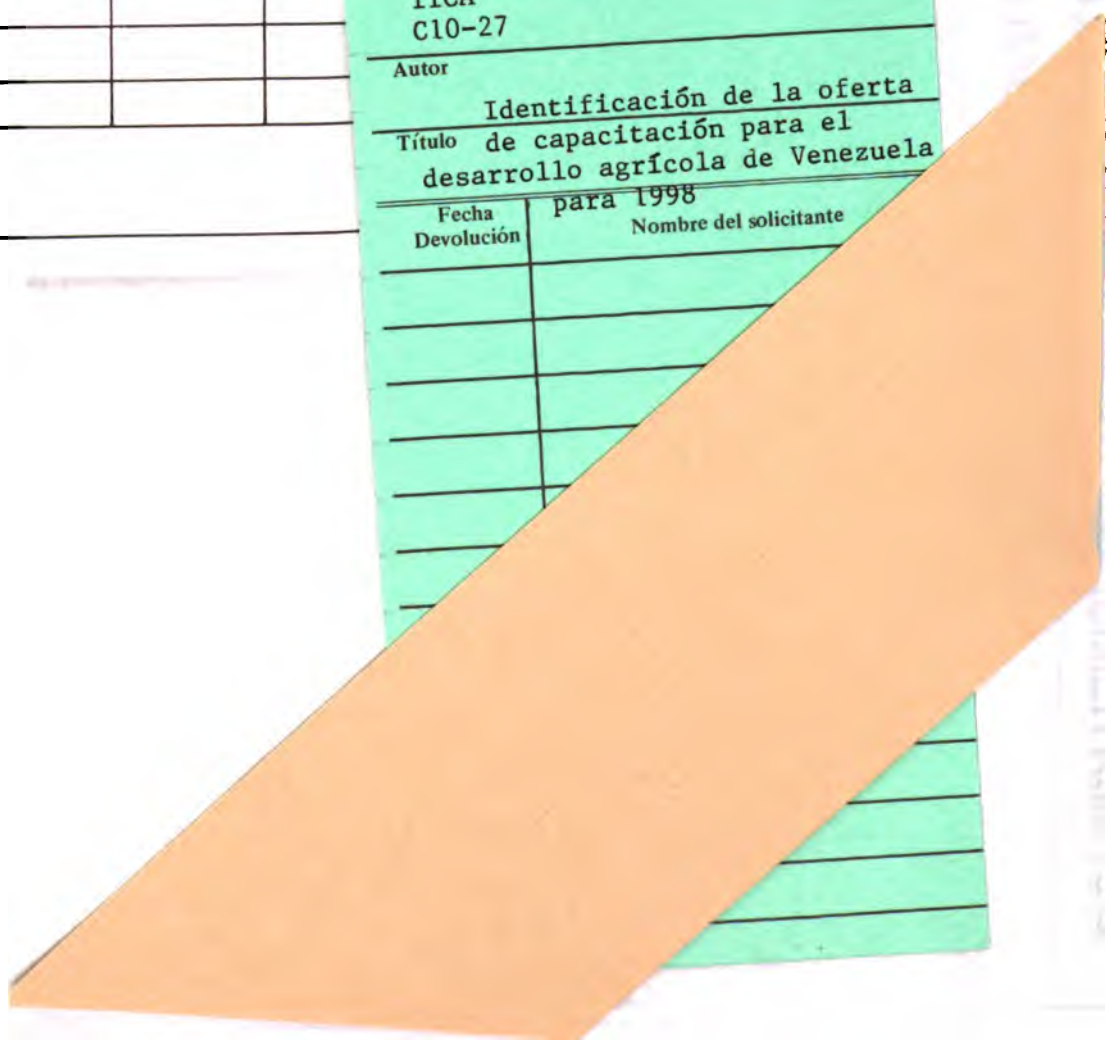 IICA
C10-27
Autor
Identificación de la oferta
Título de capacitación para el
desarrollo agrícola de Venezuela
para 1998
Fecha
Devolución
Nombre del solicitante